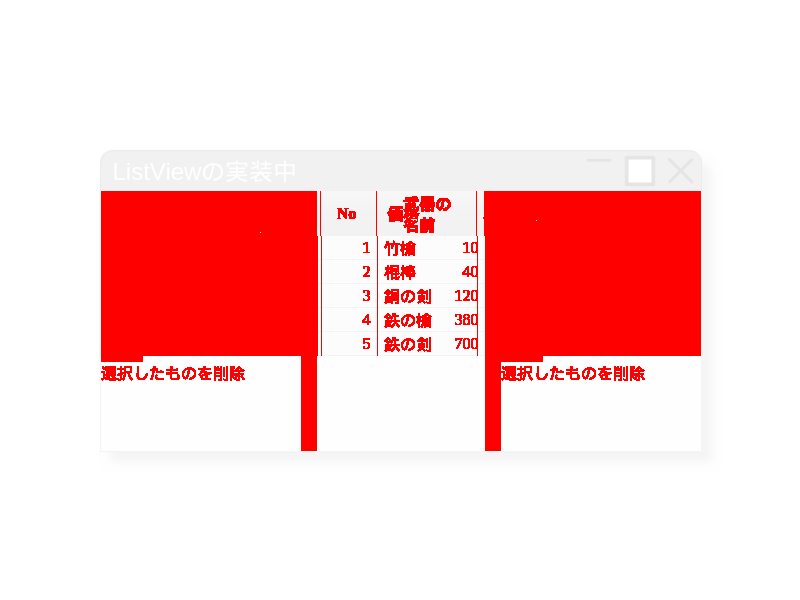 ListViewの実装中
No 価格 武器の
名前
1 竹槍 10
2 棍棒 40
3 銅の剣 120
4 鉄の槍 380
5 鉄の剣 700
選択したものを削除 選択したものを削除